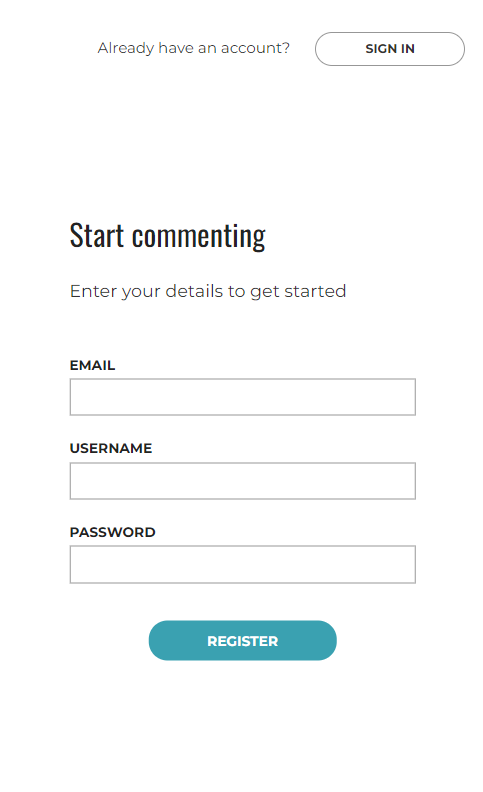 Already have an account? SIGN IN
Start commenting
Enter your details to get started
EMAIL
USERNAME
PASSWORD
REGISTER